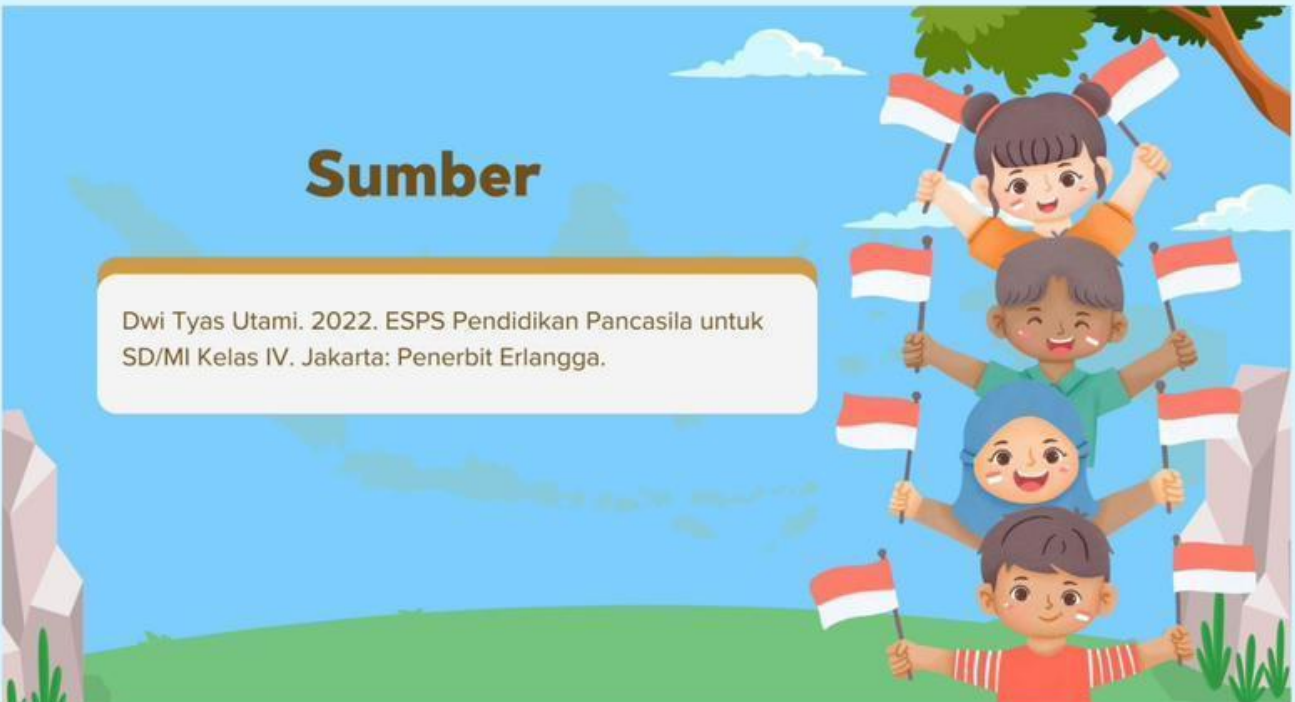 Sumber
Dwi Tyas Utami. 2022. ESPS Pendidikan Pancasila untuk
SD/MI Kelas IV. Jakarta: Penerbit Erlangga.